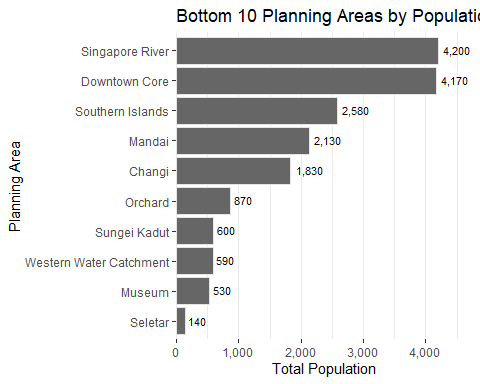 Bottom 10 Planning Areas by Populatio
Singapore River 4,200
Downtown Core 4,170
Southern Islands 2,580
Mandai 2,130
Changi 1,830
Orchard 870
Sungei Kadut 600
Western Water Catchment 590
Museum 530
Seletar 140
Planning Area
0 1,000 2,000 3,000 4,000
Total Population